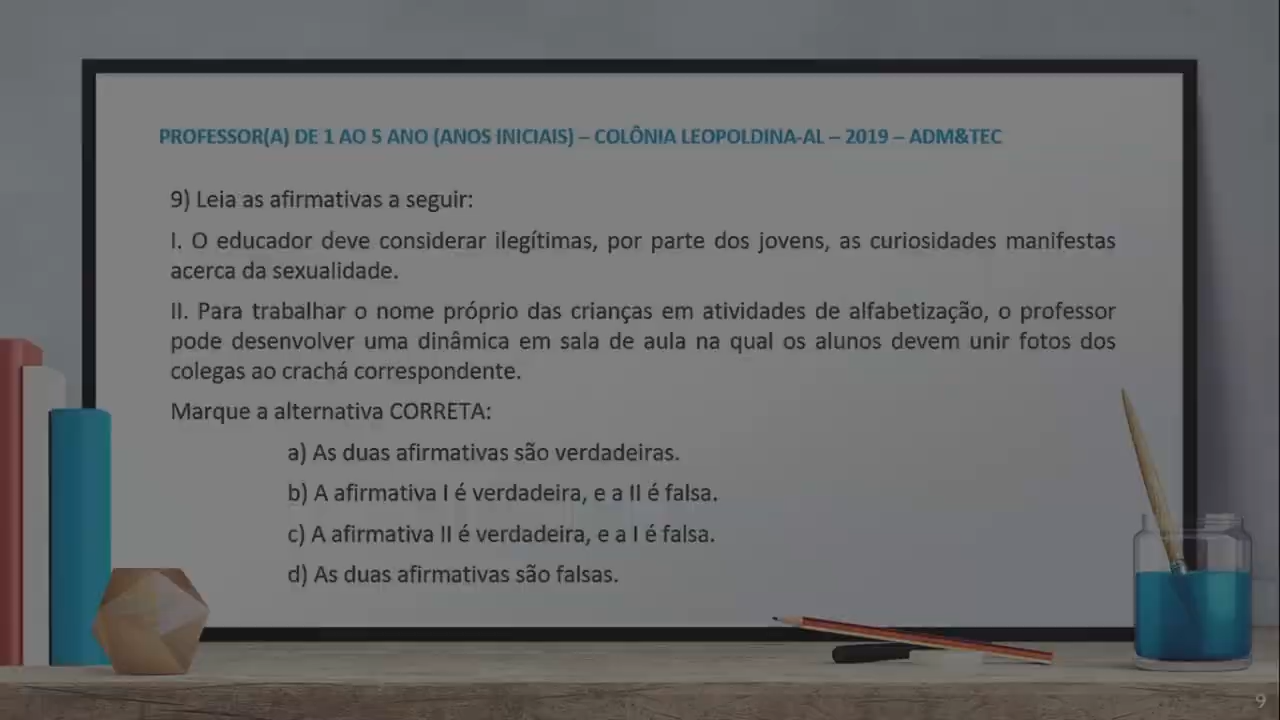 PROFESSOR(A) DE 1 AO 5 ANO (ANOS INICIAIS) – COLÔNIA LEOPOLDINA-AL – 2019 – ADM&TEC
9) Leia as afirmativas a seguir:
I. O educador deve considerar ilegítimas, por parte dos jovens, as curiosidades manifestas
acerca da sexualidade.
II. Para trabalhar o nome próprio das crianças em atividades de alfabetização, o professor
pode desenvolver uma dinâmica em sala de aula na qual os alunos devem unir fotos dos
colegas ao crachá correspondente.
Marque a alternativa CORRETA:
a) As duas afirmativas são verdadeiras.
b) A afirmativa I é verdadeira, e a II é falsa.
c) A afirmativa II é verdadeira, e a I é falsa.
d) As duas afirmativas são falsas.
9